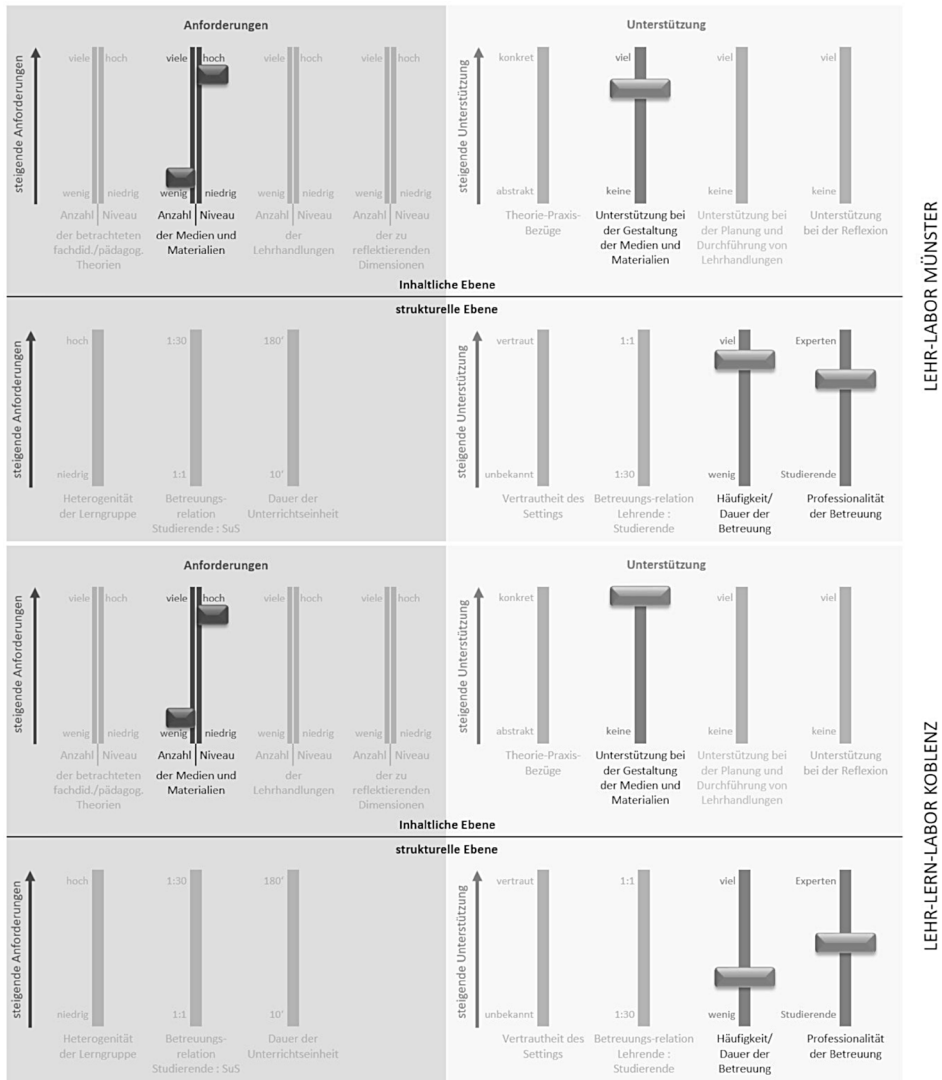 Anforderungen
Unterstützung
steigende Anforderungen
viele hoch
viele hoch
viele hoch
viele hoch
wenig niedrig
wenig niedrig
wenig niedrig
wenig niedrig
Anzahl Niveau
der betrachteten
fachdid./pädagog.
Theorien
Anzahl Niveau
der Medien und
Materialien
Anzahl Niveau
der
Lehrhandlungen
Anzahl Niveau
der zu
reflektierenden
Dimensionen
steigende Unterstützung
konkret
abstrakt
Theorie-Praxis-
Bezüge
viel
keine
Unterstützung bei
der Gestaltung
der Medien und
Materialien
viel
keine
Unterstützung bei
der Planung und
Durchführung von
Lehrhandlungen
viel
keine
Unterstützung
bei der Reflexion
Inhaltliche Ebene
strukturelle Ebene
steigende Anforderungen
hoch
niedrig
Heterogenität
der Lerngruppe
1:30
1:1
Betreuungs-
relation
Studierende : SuS
180'
10'
Dauer der
Unterrichtseinheit
steigende Unterstützung
vertraut
unbekannt
Vertrautheit des
Settings
1:1
1:30
Betreuungs-relation
Lehrende :
Studierende
viel
wenig
Häufigkeit/
Dauer der
Betreuung
Experten
Studierende
Professionalität
der Betreuung
LEHR-LABOR MÜNSTER
Anforderungen
Unterstützung
steigende Anforderungen
viele hoch
viele hoch
viele hoch
viele hoch
wenig niedrig
wenig niedrig
wenig niedrig
wenig niedrig
Anzahl Niveau
der betrachteten
fachdid./pädagog.
Theorien
Anzahl Niveau
der Medien und
Materialien
Anzahl Niveau
der
Lehrhandlungen
Anzahl Niveau
der zu
reflektierenden
Dimensionen
steigende Unterstützung
konkret
abstrakt
Theorie-Praxis-
Bezüge
keine
Unterstützung bei
der Gestaltung
der Medien und
Materialien
viel
keine
Unterstützung bei
der Planung und
Durchführung von
Lehrhandlungen
viel
keine
Unterstützung
bei der Reflexion
Inhaltliche Ebene
strukturelle Ebene
steigende Anforderungen
hoch
niedrig
Heterogenität
der Lerngruppe
1:30
1:1
Betreuungs-
relation
Studierende : SuS
180'
10'
Dauer der
Unterrichtseinheit
steigende Unterstützung
vertraut
unbekannt
Vertrautheit des
Settings
1:1
1:30
Betreuungs-relation
Lehrende :
Studierende
viel
wenig
Häufigkeit/
Dauer der
Betreuung
Experten
Studierende
Professionalität
der Betreuung
LEHR-LERN-LABOR KOBLENZ